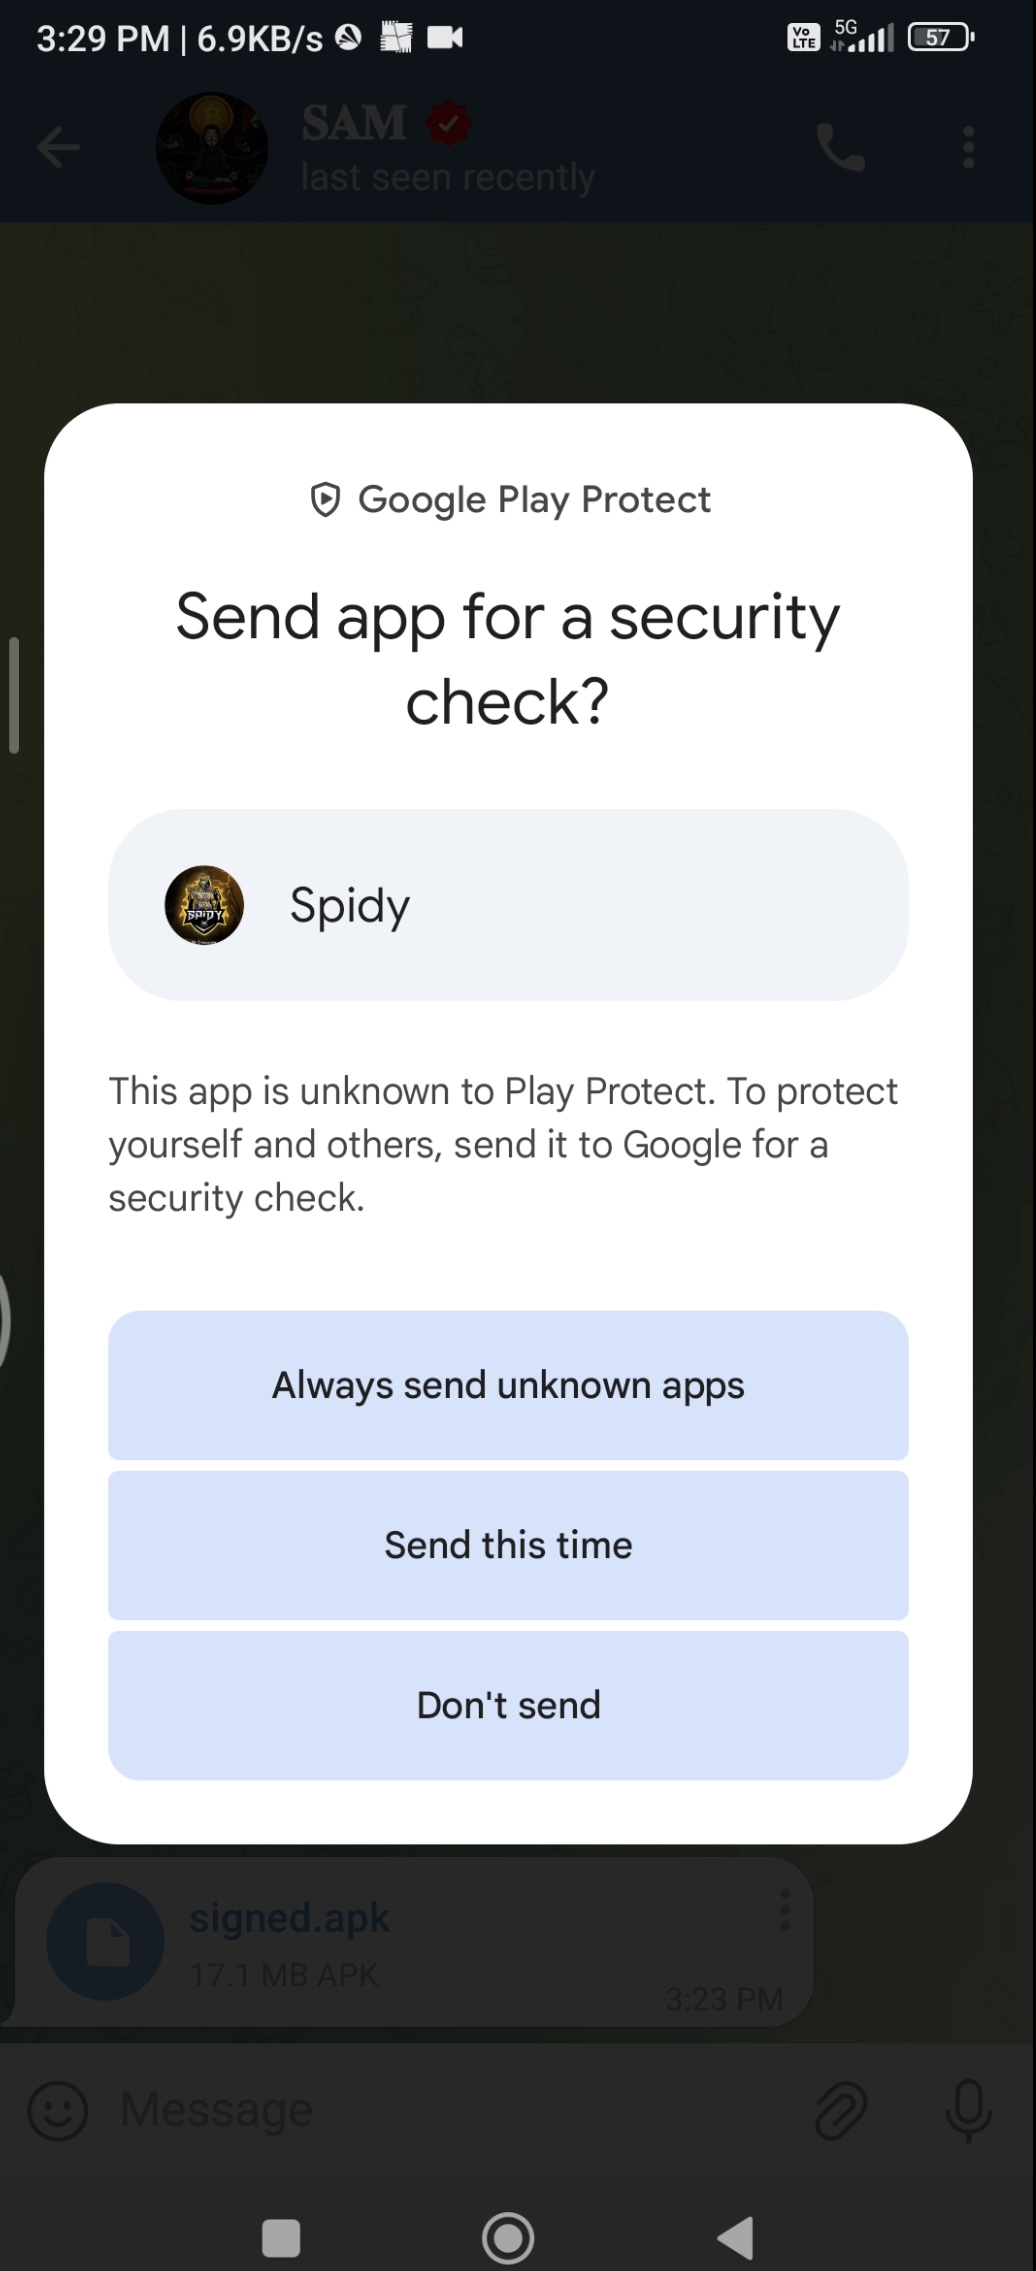 3:29 PM | 6.9KB/s
Vo
LTE
5G
57
SAM
last seen recently
Google Play Protect
Send app for a security
check?
SPIDY
Spidy
This app is unknown to Play Protect. To protect
yourself and others, send it to Google for a
security check.
Always send unknown apps
Send this time
Don't send
signed.apk
17.1 MB APK
3:23 PM
Message